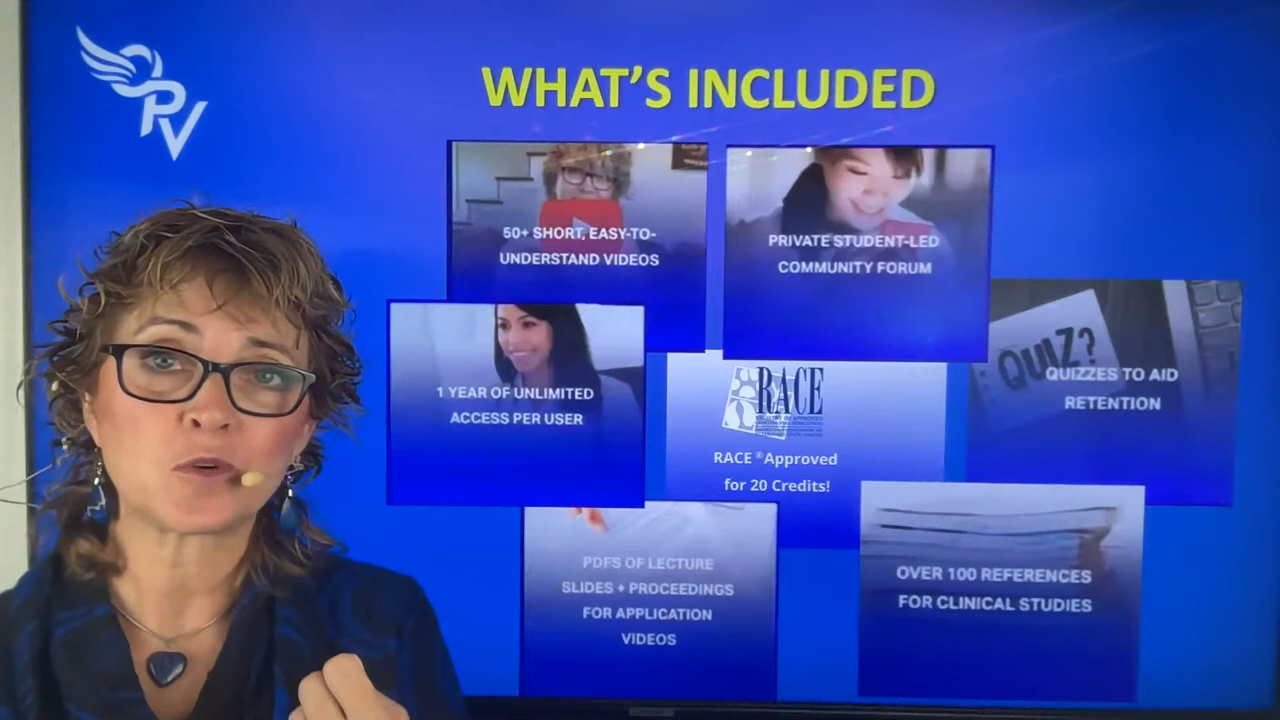 PV
WHAT'S INCLUDED
50+ SHORT, EASY-TO-
UNDERSTAND VIDEOS
PRIVATE STUDENT-LED
COMMUNITY FORUM
1 YEAR OF UNLIMITED
ACCESS PER USER
RACE
RACE ®Approved
for 20 Credits!
QUIZ?
QUIZZES TO AID
RETENTION
PDFS OF LECTURE
SLIDES + PROCEEDINGS
FOR APPLICATION
VIDEOS
OVER 100 REFERENCES
FOR CLINICAL STUDIES